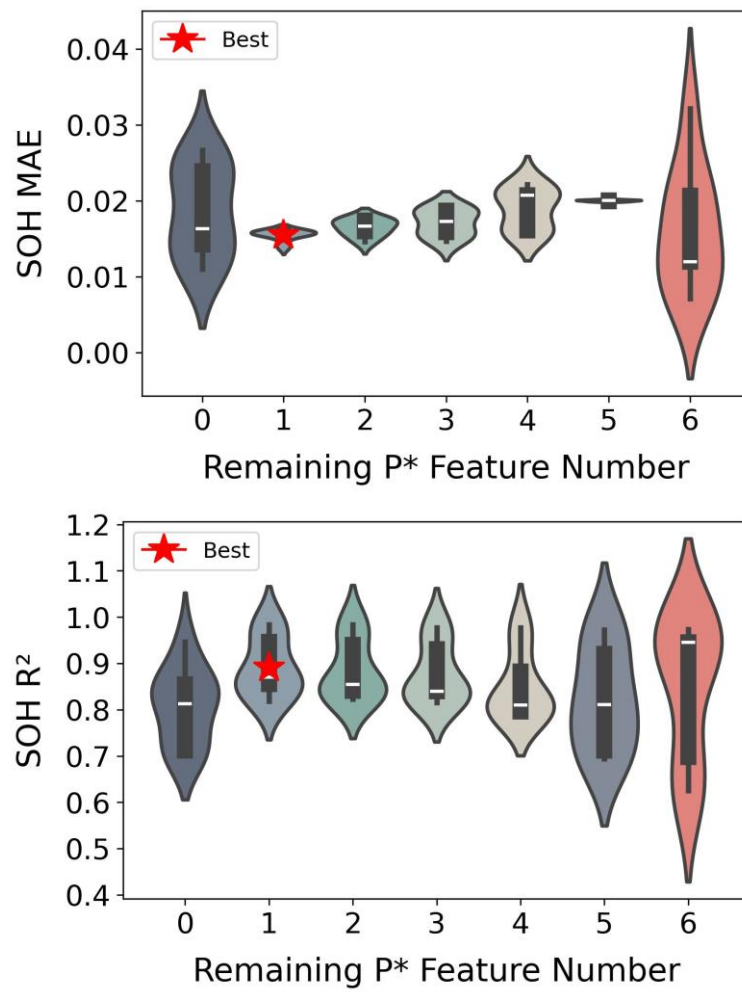 Best
0.04
0.03
0.02
0.01
0.00
SOH MAE
0 1 2 3 4 5 6
Remaining P* Feature Number
Best
1.2
1.1
1.0
0.9
0.8
0.7
0.6
0.5
0.4
SOH R²
0 1 2 3 4 5 6
Remaining P* Feature Number